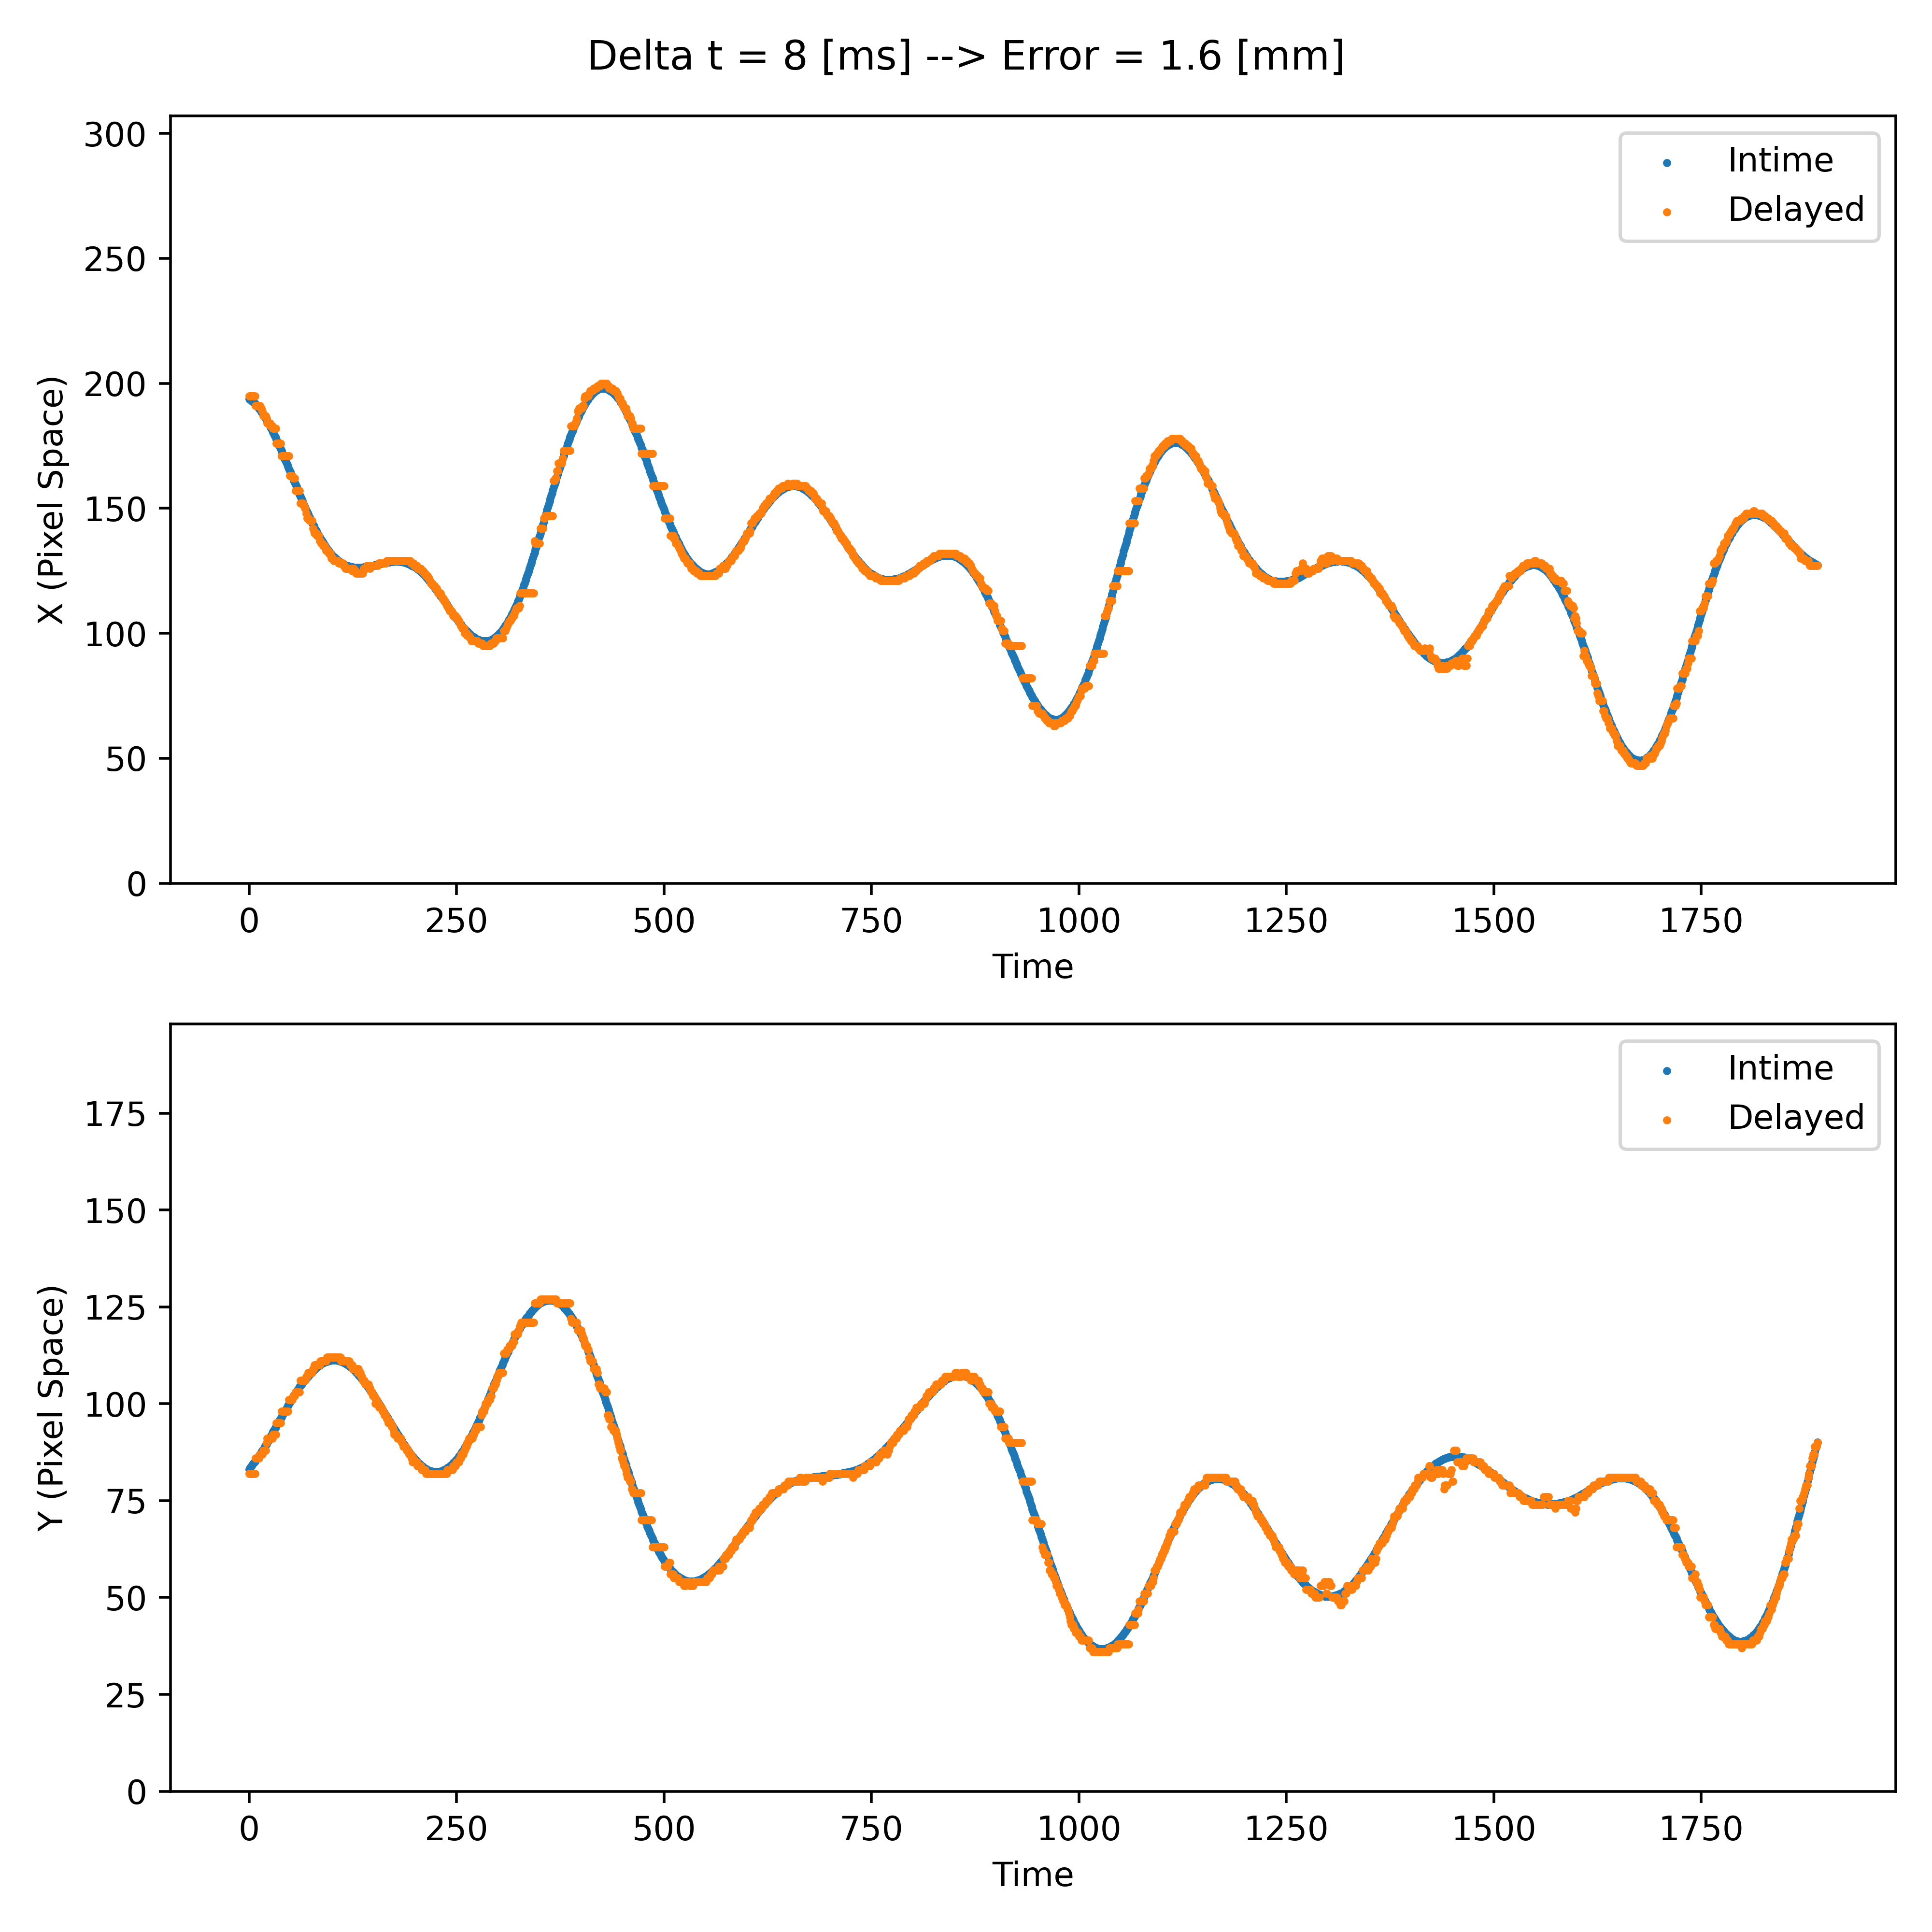 Delta t = 8 [ms] --> Error = 1.6 [mm]
300
250
200
150
100
50
0
X (Pixel Space)
Intime
Delayed
0 250 500 750 1000 1250 1500 1750
Time
175
150
125
100
75
50
25
0
Y (Pixel Space)
Intime
Delayed
0 250 500 750 1000 1250 1500 1750
Time